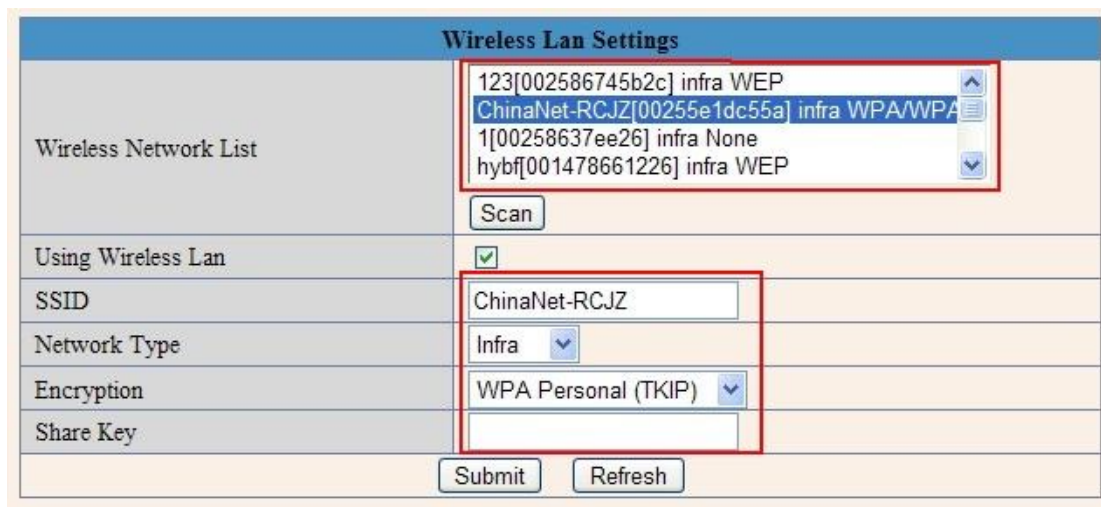 Wireless Lan Settings
Wireless Network List
123[002586745b2c] infra WEP
ChinaNet-RCJZ[00255e1dc55a] infra WPA/WPA
1[00258637ee26] infra None
hybf[001478661226] infra WEP
Scan
Using Wireless Lan
SSID
ChinaNet-RCJZ
Network Type
Infra
Encryption
WPA Personal (TKIP)
Share Key
Submit Refresh